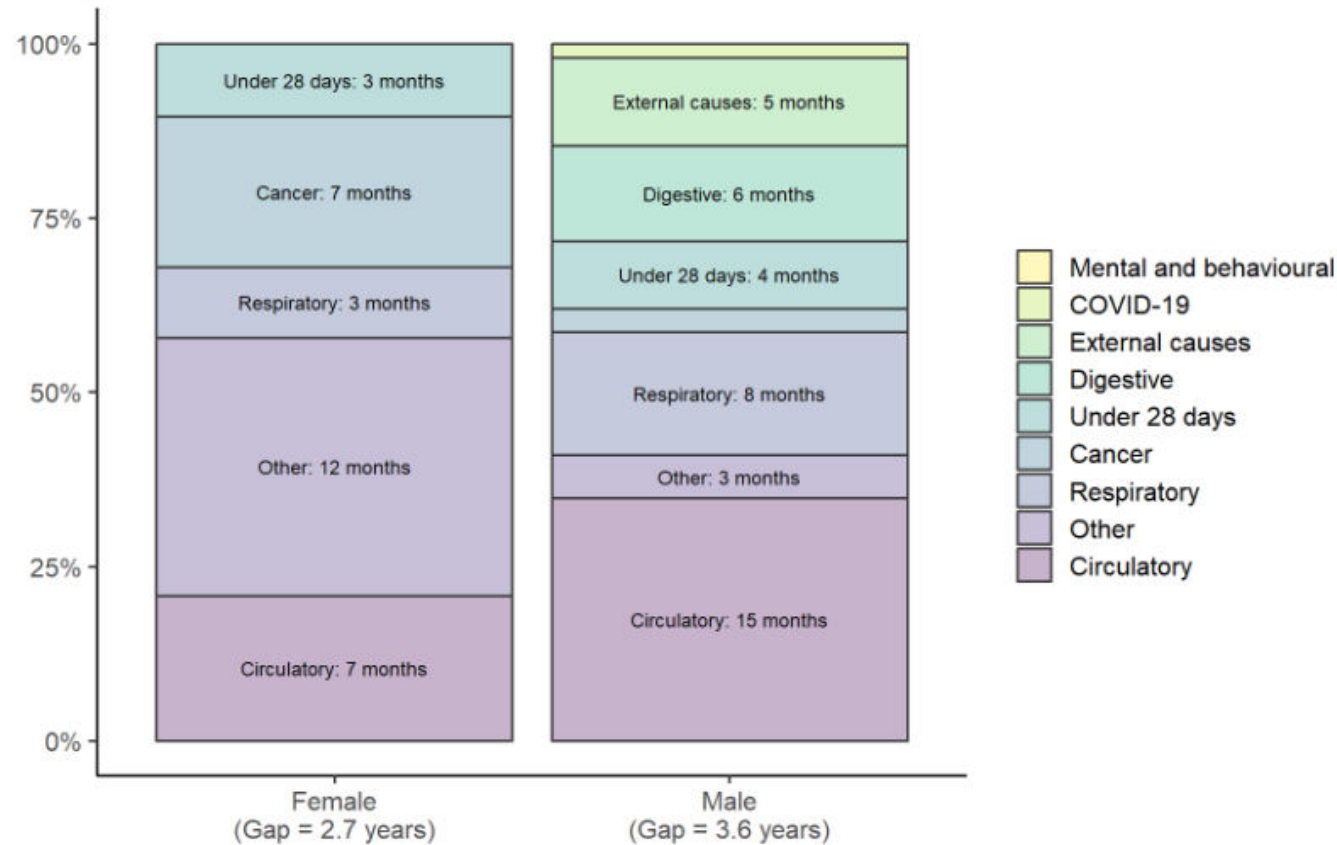 100%
75%
50%
25%
0%
Under 28 days: 3 months
Cancer: 7 months
Respiratory: 3 months
Other: 12 months
Circulatory: 7 months
External causes: 5 months
Digestive: 6 months
Under 28 days: 4 months
Respiratory: 8 months
Other: 3 months
Circulatory: 15 months
Female
(Gap = 2.7 years)
Male
(Gap = 3.6 years)
Mental and behavioural
COVID-19
External causes
Digestive
Under 28 days
Cancer
Respiratory
Other
Circulatory